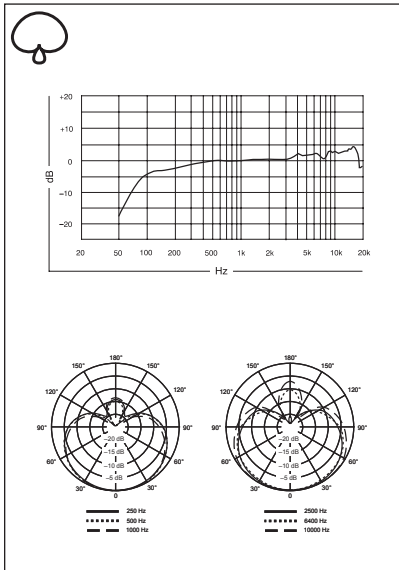 +20
+10
0
−10
−20
dB
20 50 100 200 500 1k 2k 5k 10k 20k
Hz
180°
150° 150°
120° 120°
90° 90°
60° 60°
30° 30°
0
−20 dB
−15 dB
−10 dB
−5 dB
250 Hz
500 Hz
1000 Hz
180°
150° 150°
120° 120°
90° 90°
60° 60°
30° 30°
0
−20 dB
−15 dB
−10 dB
−5 dB
2500 Hz
6400 Hz
10000 Hz